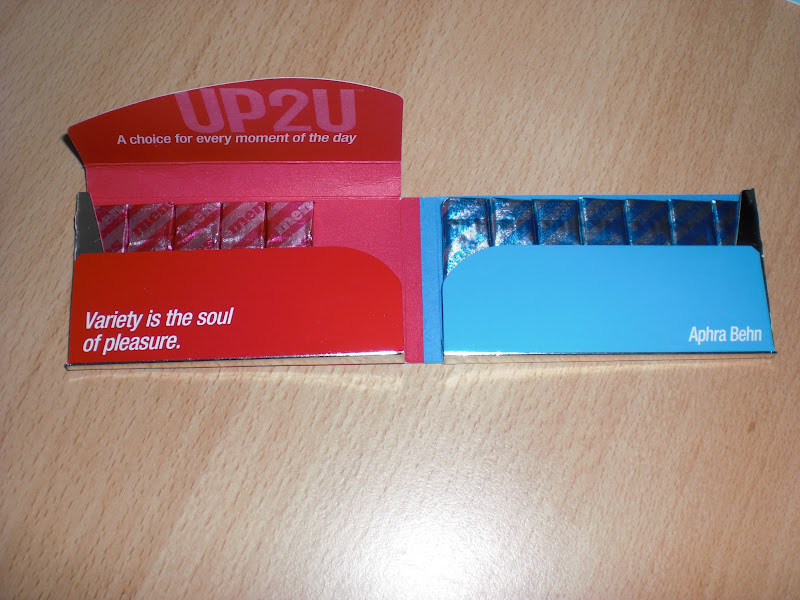 UP2U
A choice for every moment of the day
Variety is the soul
of pleasure.
Aphra Behn